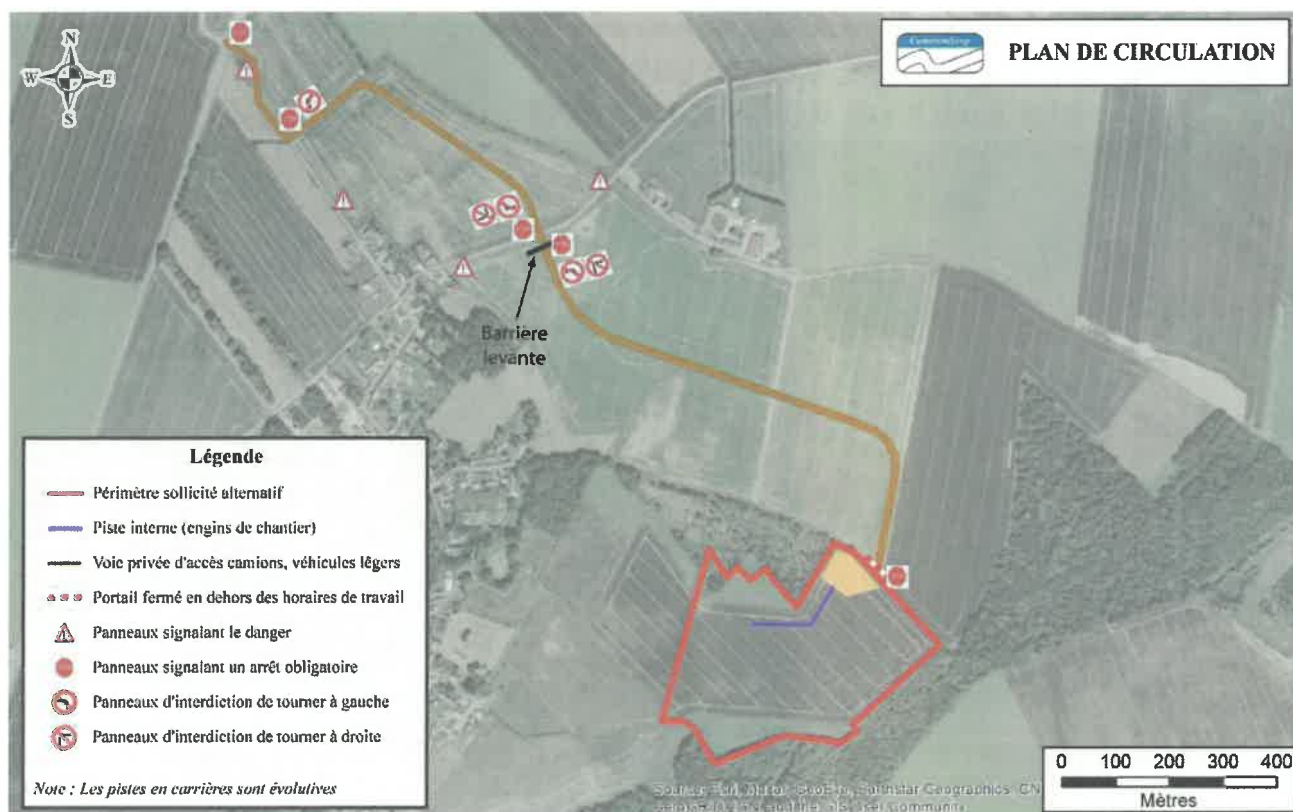 PLAN DE CIRCULATION
N
W E
S
Barrière
levante
Légende
Périmètre sollicité alternatif
Piste interne (engins de chantier)
Voie privée d'accès camions, véhicules légers
Portail fermé en dehors des horaires de travail
Panneaux signalant le danger
Panneaux signalant un arrêt obligatoire
Panneaux d'interdiction de tourner à gauche
Panneaux d'interdiction de tourner à droite
Note : Les pistes en carrières sont évolutives
0 100 200 300 400
Mètres